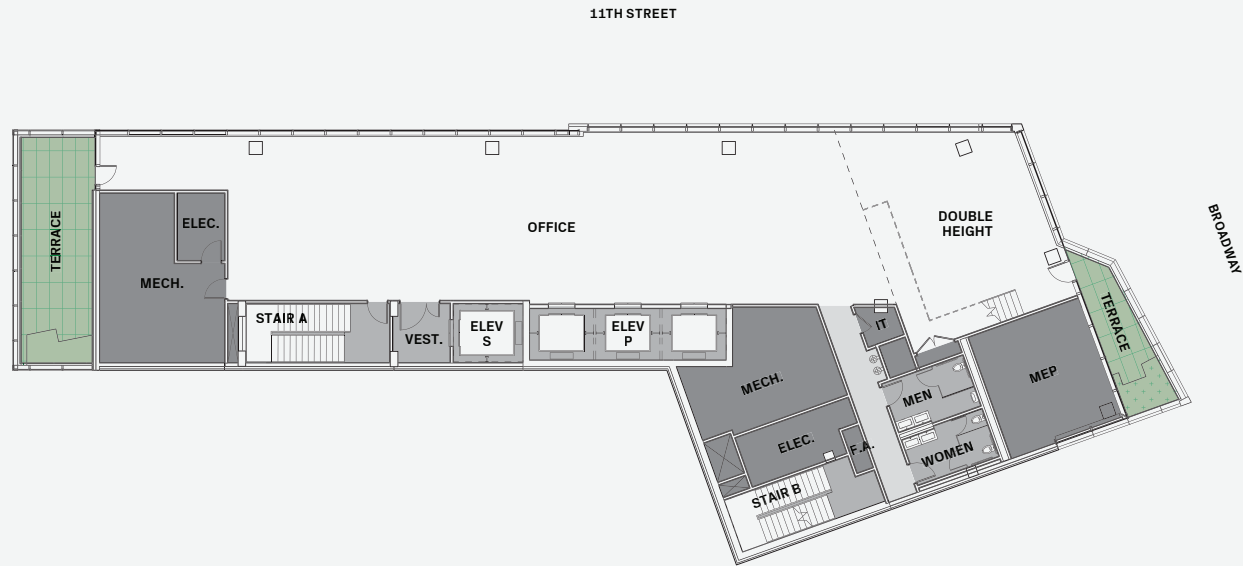 11TH STREET
BROADWAY
TERRACE
ELEC.
MECH.
OFFICE
DOUBLE
HEIGHT
STAIR A
VEST.
ELEV
S
ELEV
P
IT
TERRACE
MECH.
MEN
MEP
ELEC.
F.A.
WOMEN
STAIR B